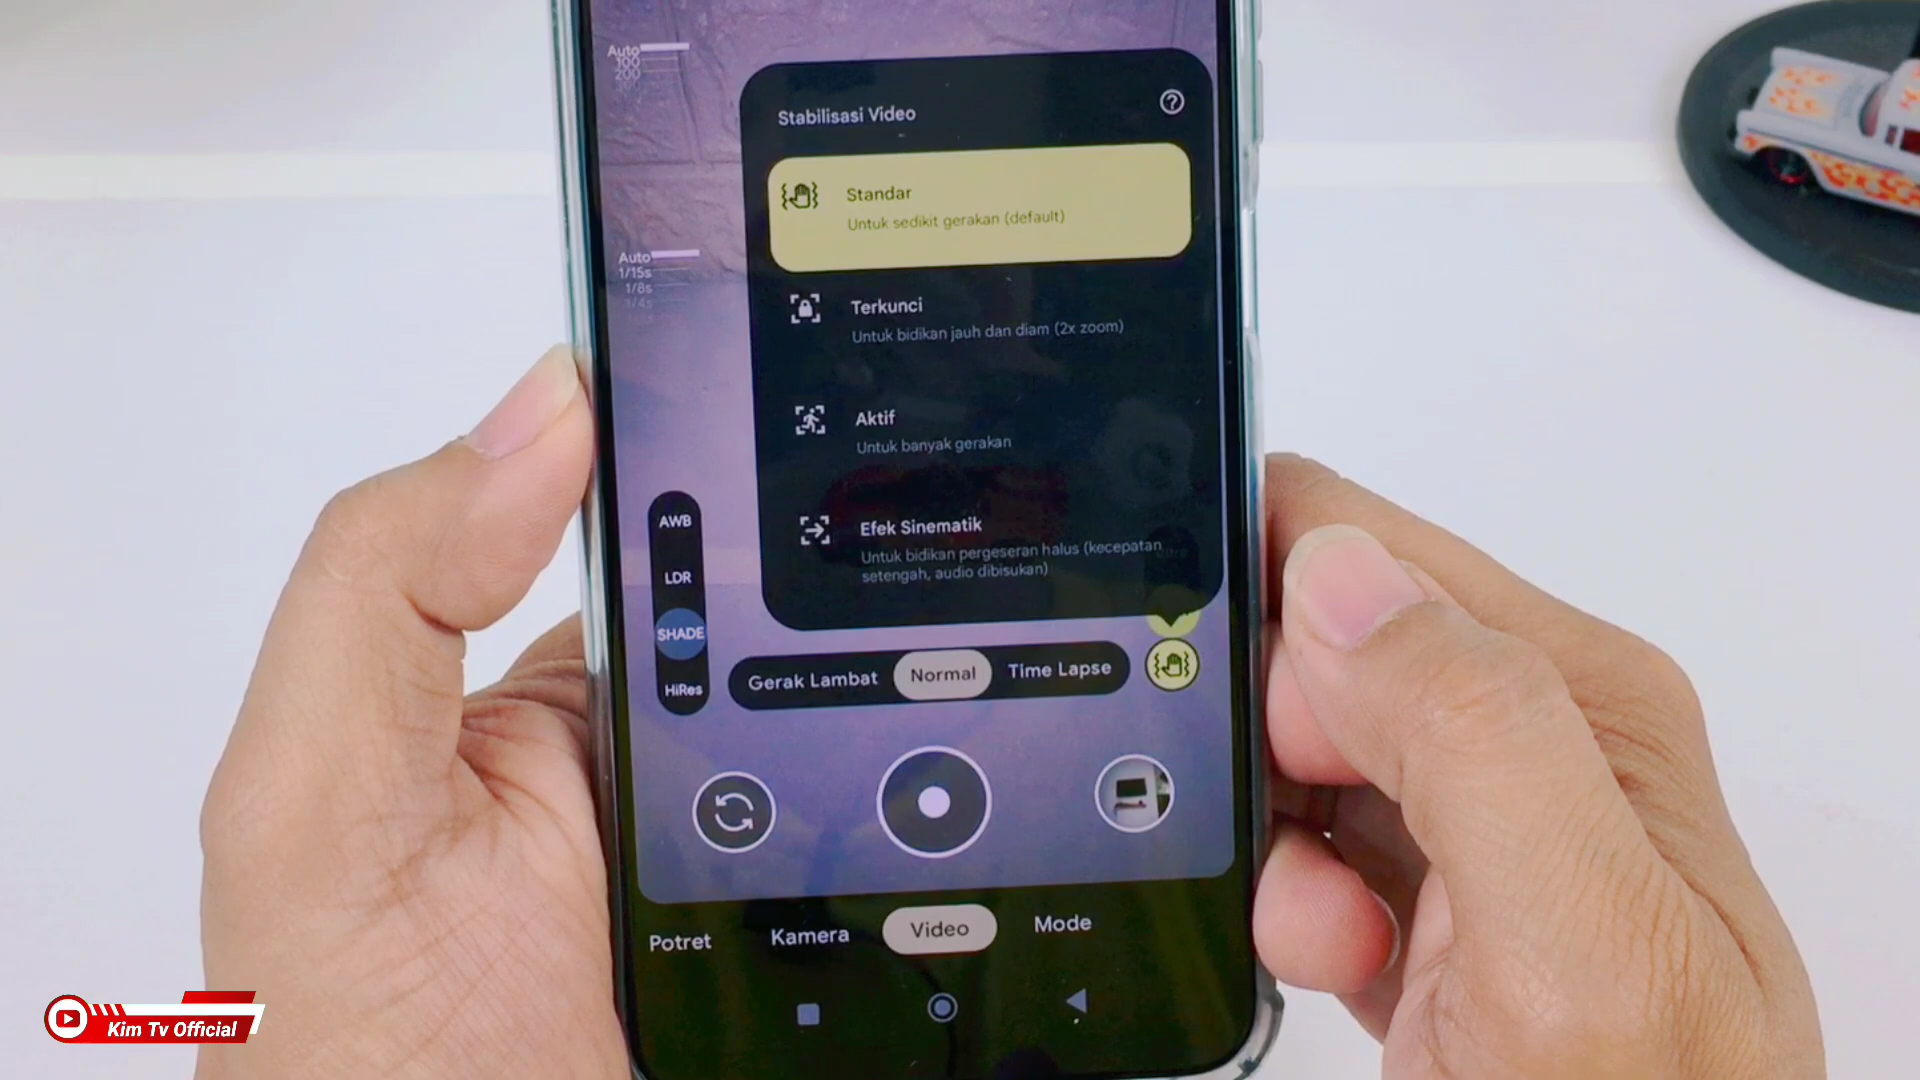 Auto
100
200
Stabilisasi Video
?
Standar
Untuk sedikit gerakan (default)
Auto
1/15s
1/8s
1/4s
Terkunci
Untuk bidikan jauh dan diam (2x zoom)
Aktif
Untuk banyak gerakan
AWB
LDR
SHADE
HiRes
Efek Sinematik
Untuk bidikan pergeseran halus (kecepatan
setengah, audio dibisukan)
Gerak Lambat
Normal
Time Lapse
Potret
Kamera
Video
Mode
Kim Tv Official